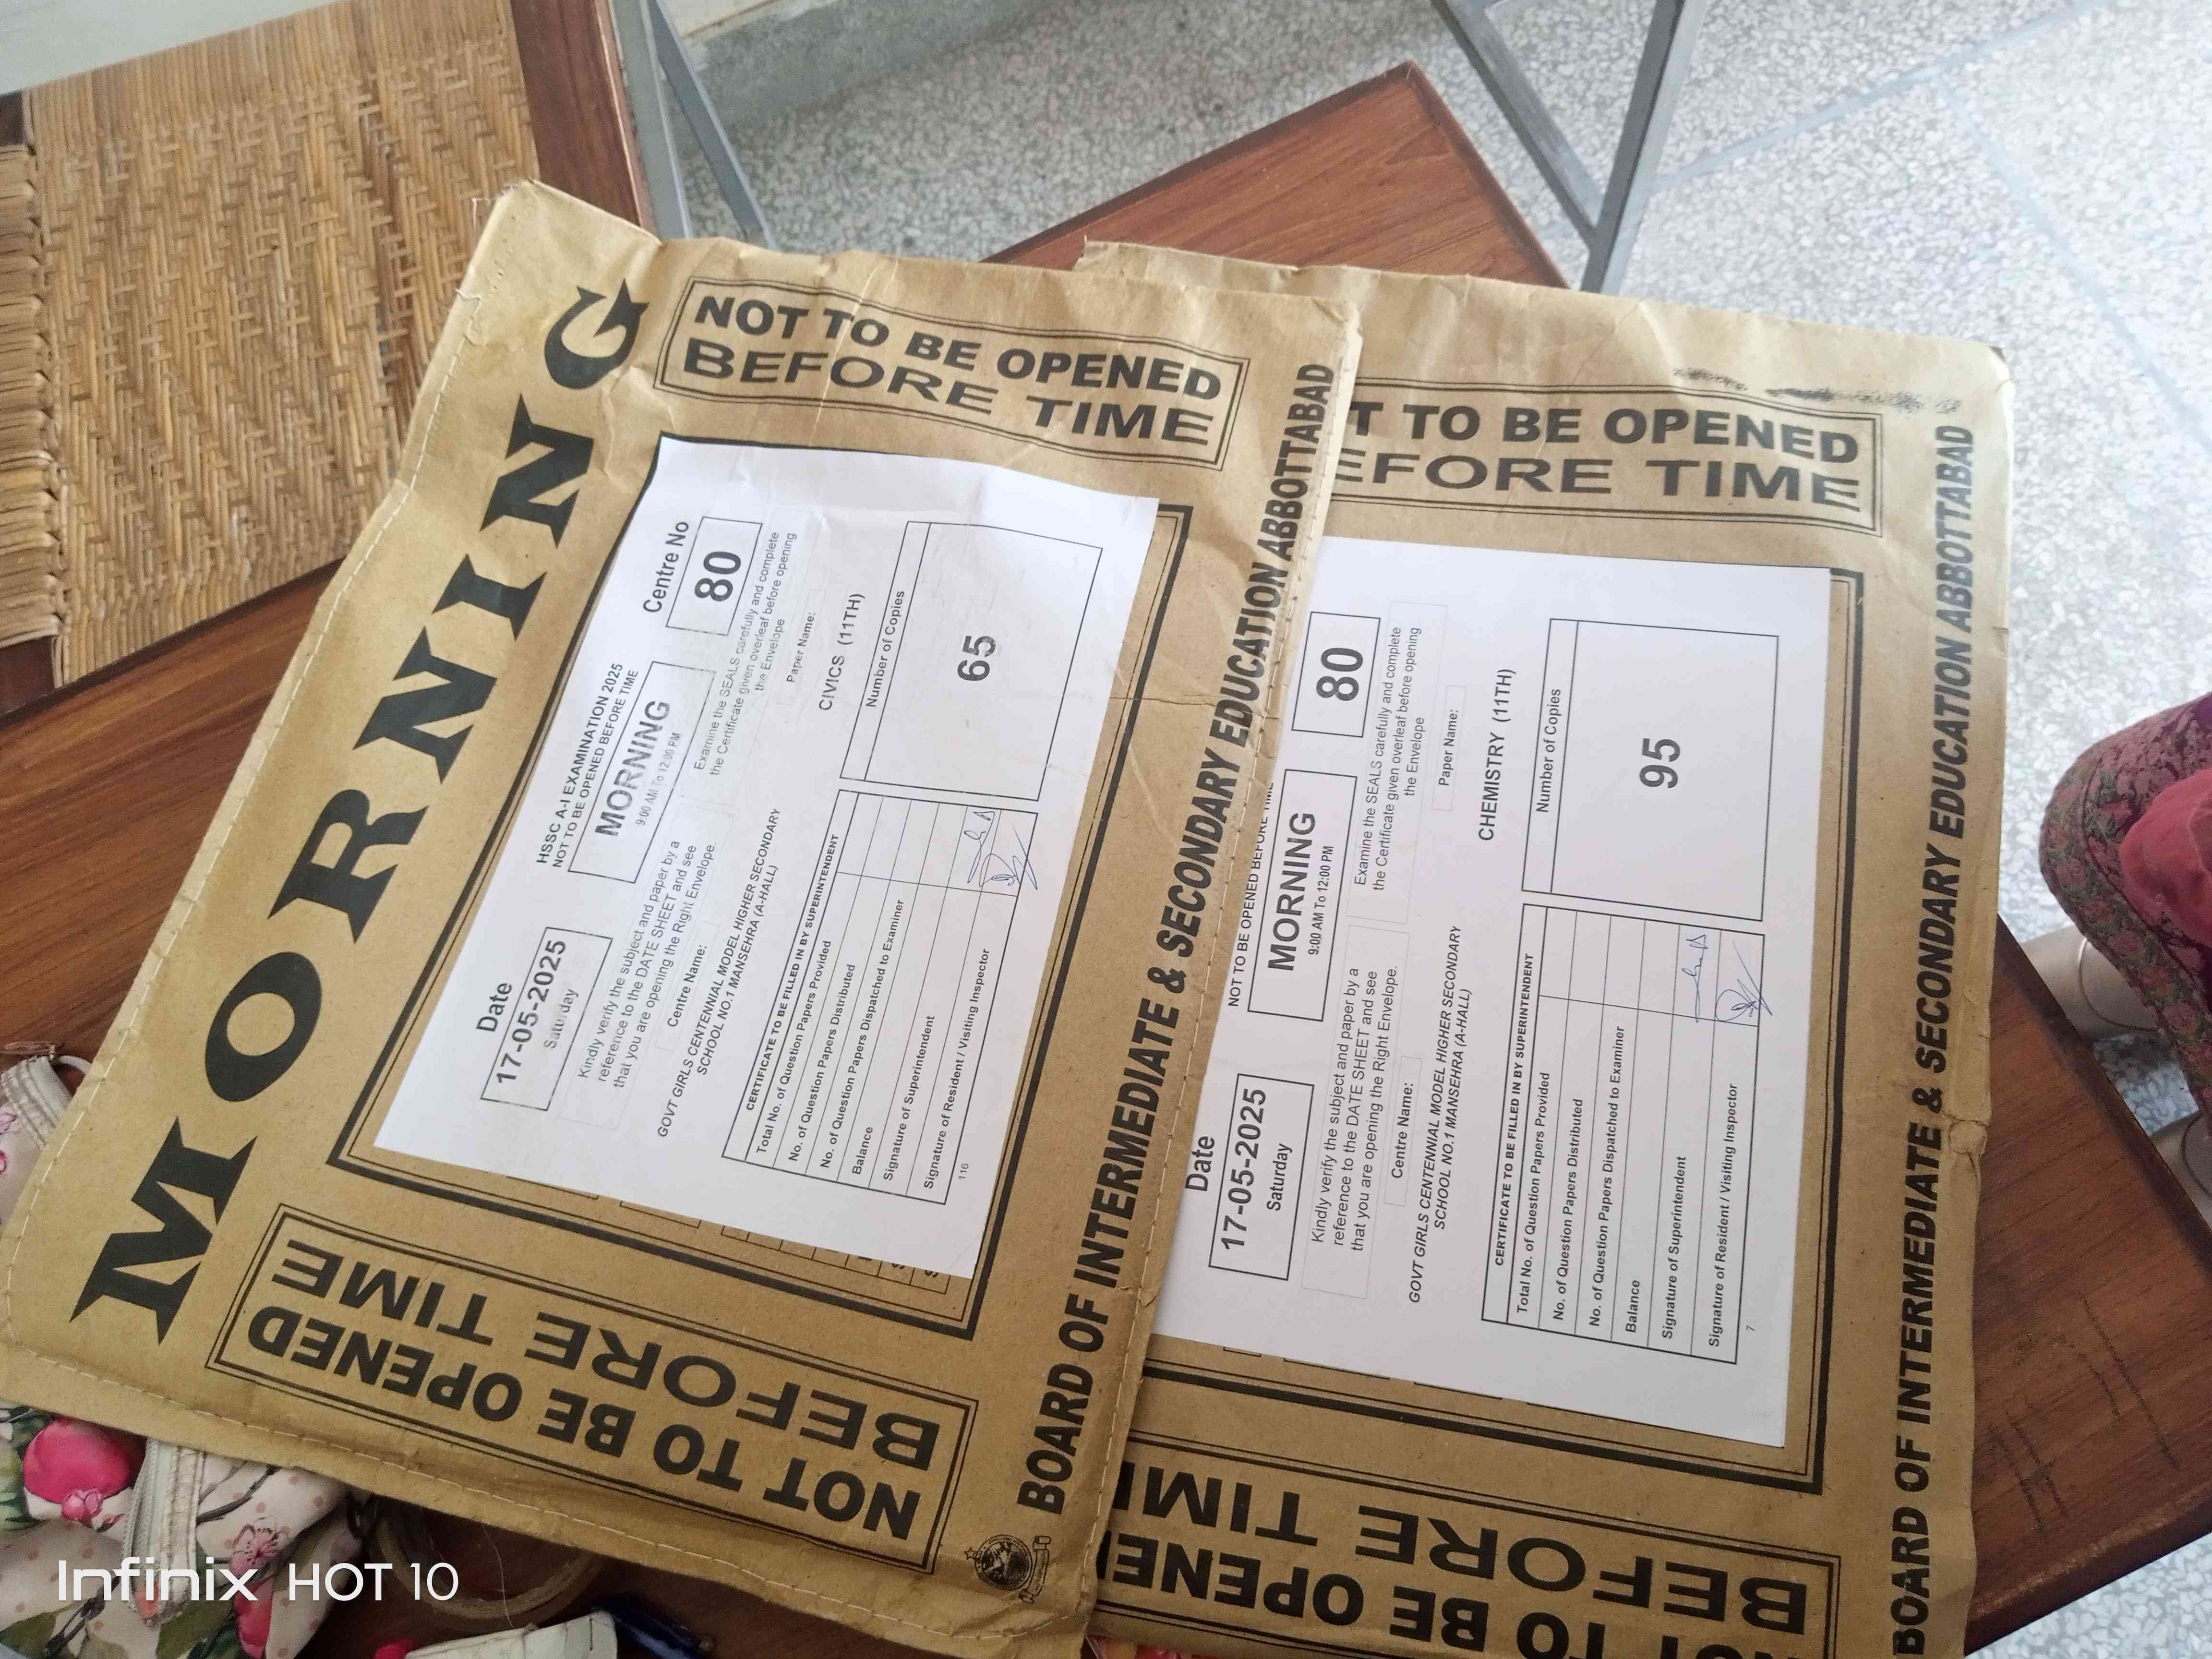 MORNING
NOT TO BE OPENED
BEFORE TIME
HSSC A-I EXAMINATION 2025
NOT TO BE OPENED BEFORE TIME
Date
17-05-2025
Saturday
MORNING
9:00 AM To 12:00 PM
Centre No
80
Kindly verify the subject and paper by a
reference to the DATE SHEET and see
that you are opening the Right Envelope.
Examine the SEALS carefully and complete
the Certificate given overleaf before opening
the Envelope
Centre Name:
GOVT GIRLS CENTENNIAL MODEL HIGHER SECONDARY
SCHOOL NO.1 MANSEHRA (A-HALL)
Paper Name:
CIVICS (11TH)
CERTIFICATE TO BE FILLED IN BY SUPERINTENDENT
Total No. of Question Papers Provided
No. of Question Papers Distributed
No. of Question Papers Dispatched to Examiner
Balance
Signature of Superintendent
Signature of Resident / Visiting Inspector
Number of Copies
65
116
NOT TO BE OPENED
BEFORE TIME
BOARD OF INTERMEDIATE & SECONDARY EDUCATION ABBOTTABAD
T TO BE OPENED
EFORE TIME
NOT TO BE OPENED BEFORE TIME
Date
17-05-2025
Saturday
MORNING
9:00 AM To 12:00 PM
80
Kindly verify the subject and paper by a
reference to the DATE SHEET and see
that you are opening the Right Envelope.
Examine the SEALS carefully and complete
the Certificate given overleaf before opening
the Envelope
Centre Name:
GOVT GIRLS CENTENNIAL MODEL HIGHER SECONDARY
SCHOOL NO.1 MANSEHRA (A-HALL)
Paper Name:
CHEMISTRY (11TH)
CERTIFICATE TO BE FILLED IN BY SUPERINTENDENT
Total No. of Question Papers Provided
No. of Question Papers Distributed
No. of Question Papers Dispatched to Examiner
Balance
Signature of Superintendent
Signature of Resident / Visiting Inspector
Number of Copies
95
7
OT TO BE OPENE
BEFORE TIM
BOARD OF INTERMEDIATE & SECONDARY EDUCATION ABBOTTABAD
Infinix HOT 10